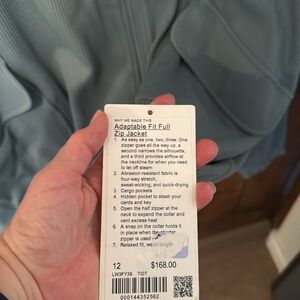 WHY WE MADE THIS
Adaptable Fit Full
Zip Jacket
1. As easy as one, two, three. One
zipper goes all the way up, a
second narrows the silhouette,
and a third provides airflow at
the neckline for when you need
to let off steam
2. Abrasion-resistant fabric is
four-way stretch,
sweat-wicking, and quick-drying
3. Cargo pockets
4. Hidden pocket to stash your
cards and key
5. Open the half zipper at the
neck to expand the collar and
vent excess heat
6. A snap on the collar holds it
in place when the
zipper is used
7. Relaxed fit, length
12 $168.00
LW3FY3S TIDT
000144352562